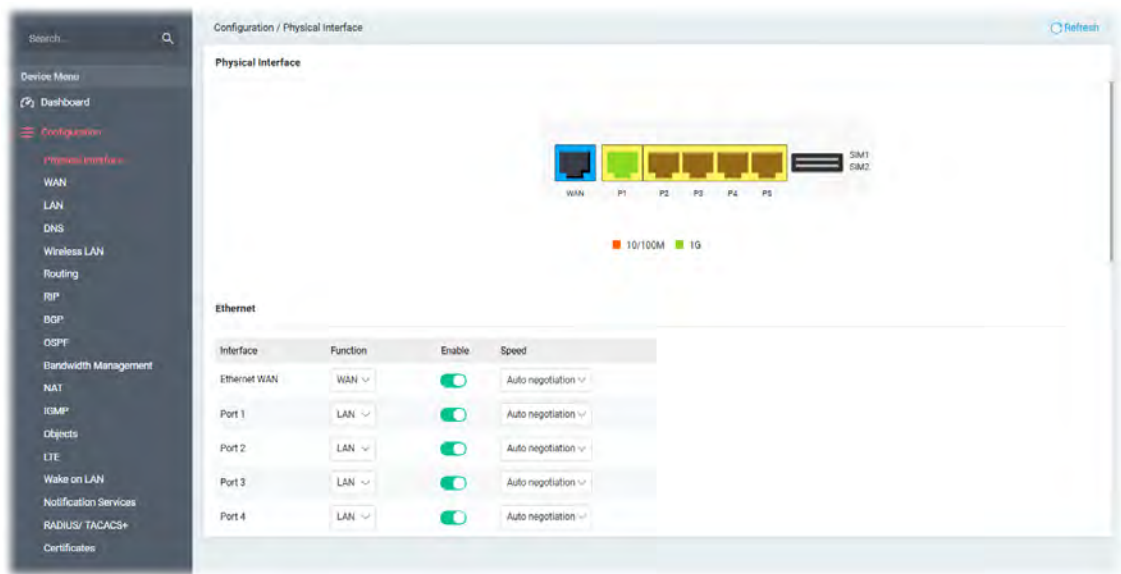 Search...
Configuration / Physical Interface
Refresh
Device Menu
Dashboard
Configuration
Physical Interface
WAN
LAN
DNS
Wireless LAN
Routing
RIP
BGP
OSPF
Bandwidth Management
NAT
IGMP
Objects
LTE
Wake on LAN
Notification Services
RADIUS/ TACACS+
Certificates
Physical Interface
SIM1
SIM2
WAN P1 P2 P3 P4 P5
10/100M 1G
Ethernet
Interface Function Enable Speed
Ethernet WAN WAN Auto negotiation
Port 1 LAN Auto negotiation
Port 2 LAN Auto negotiation
Port 3 LAN Auto negotiation
Port 4 LAN Auto negotiation